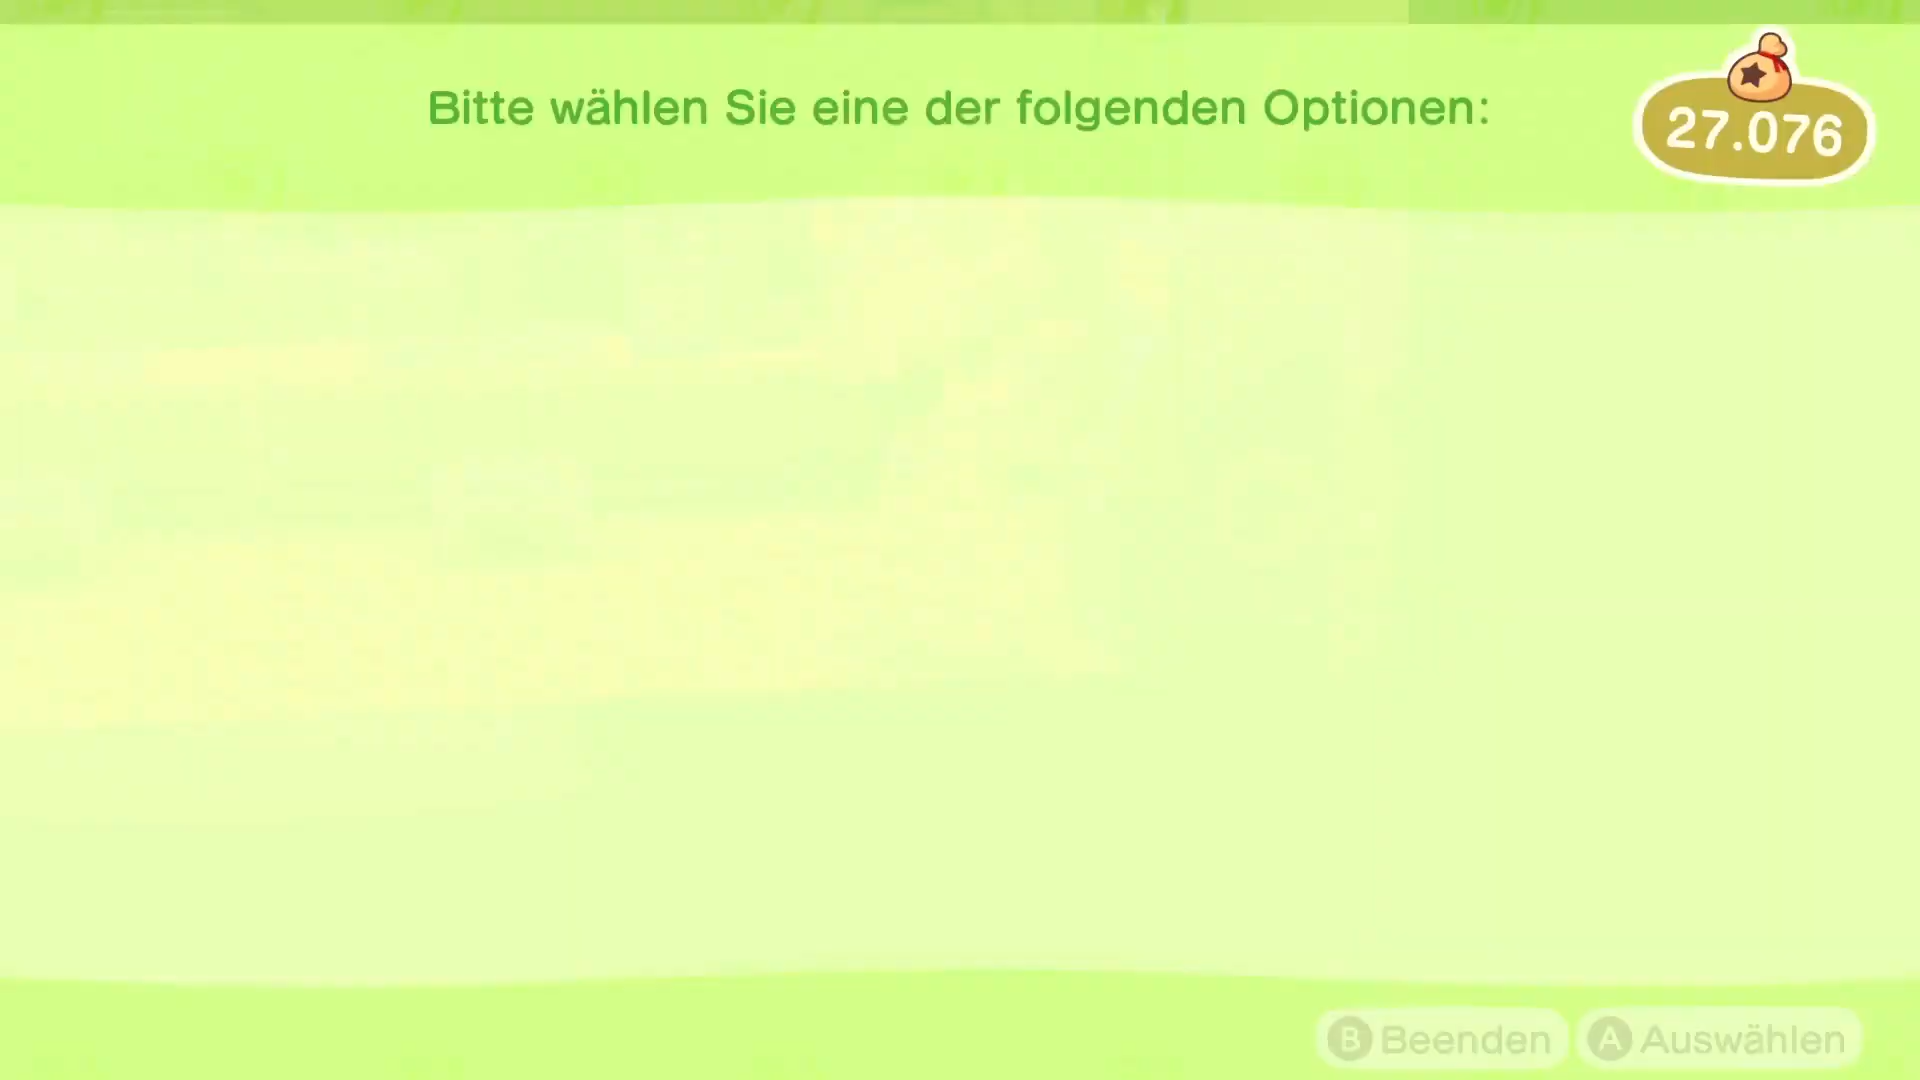 Bitte wählen Sie eine der folgenden Optionen:
27.076
B Beenden A Auswählen